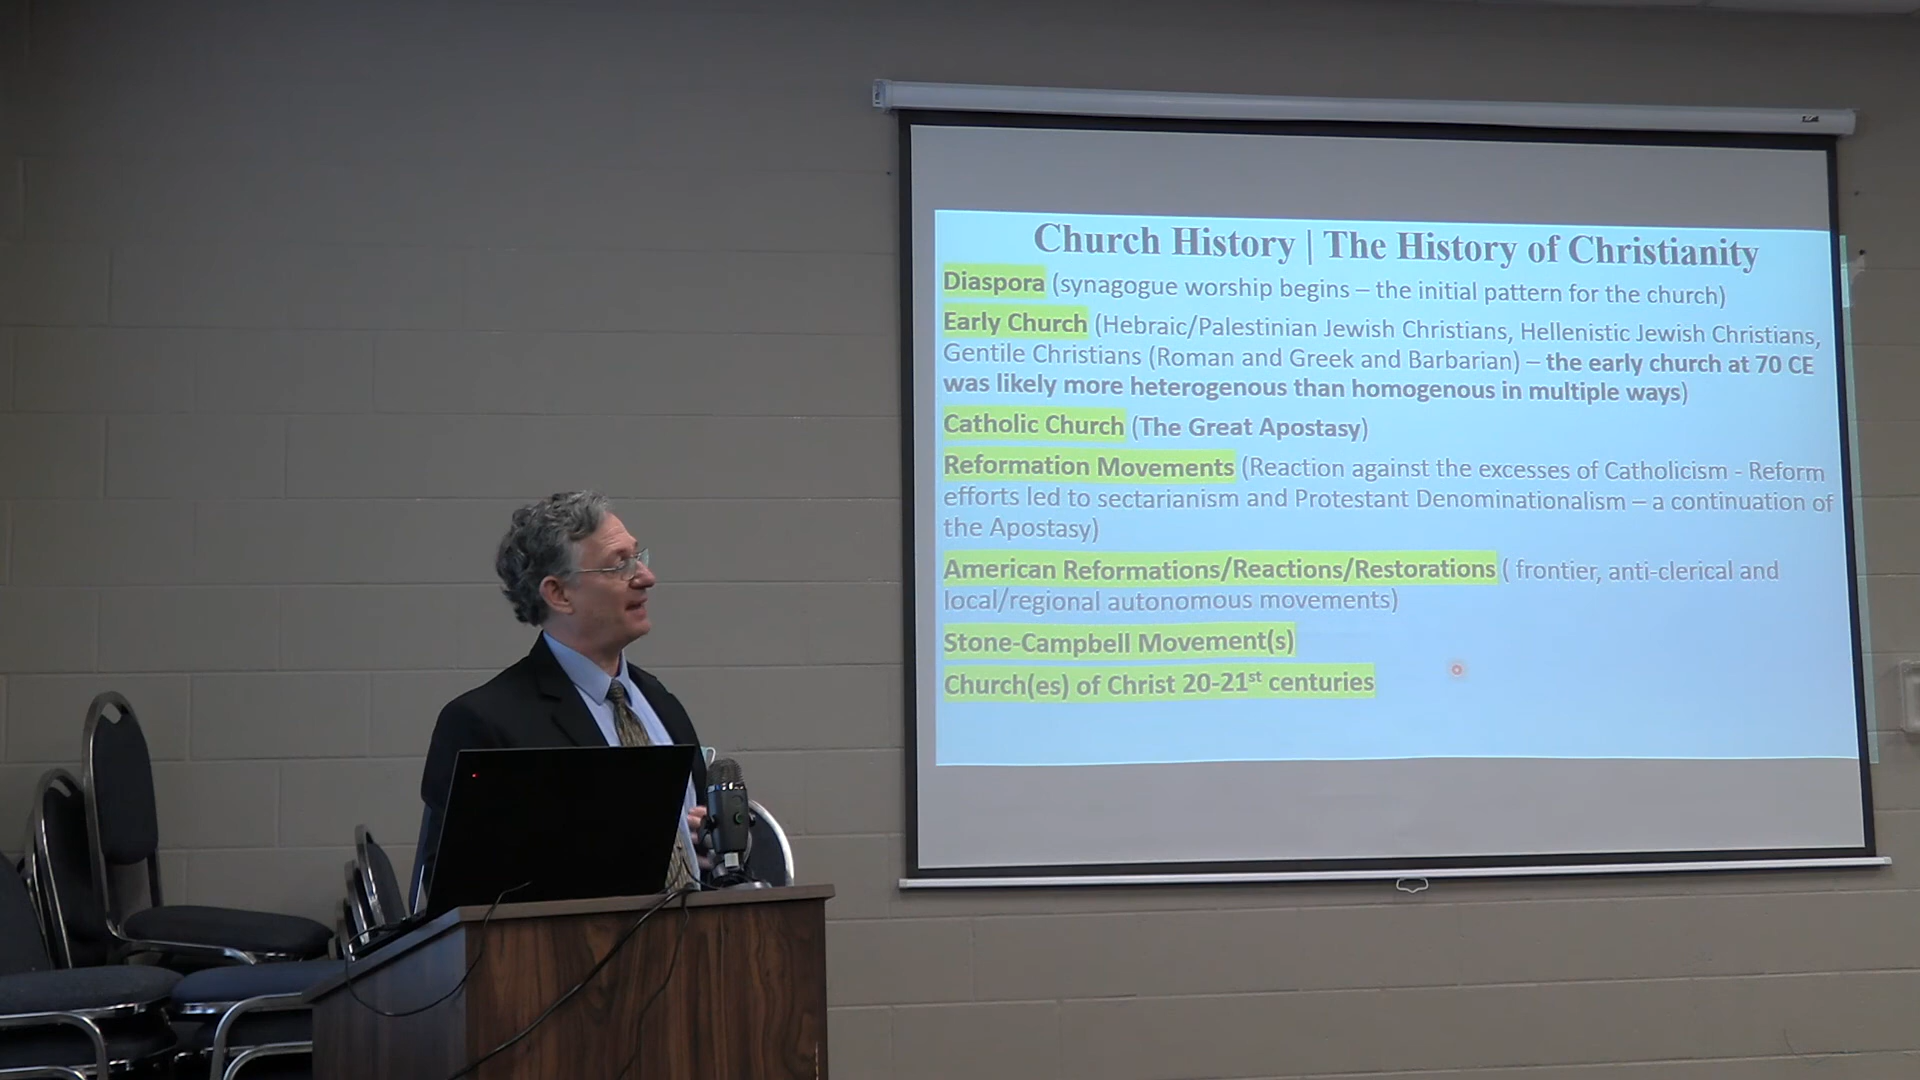 Church History | The History of Christianity
Diaspora (synagogue worship begins – the initial pattern for the church)
Early Church (Hebraic/Palestinian Jewish Christians, Hellenistic Jewish Christians,
Gentile Christians (Roman and Greek and Barbarian) – the early church at 70 CE
was likely more heterogenous than homogenous in multiple ways)
Catholic Church (The Great Apostasy)
Reformation Movements (Reaction against the excesses of Catholicism - Reform
efforts led to sectarianism and Protestant Denominationalism – a continuation of
the Apostasy)
American Reformations/Reactions/Restorations ( frontier, anti-clerical and
local/regional autonomous movements)
Stone-Campbell Movement(s)
Church(es) of Christ 20-21st centuries